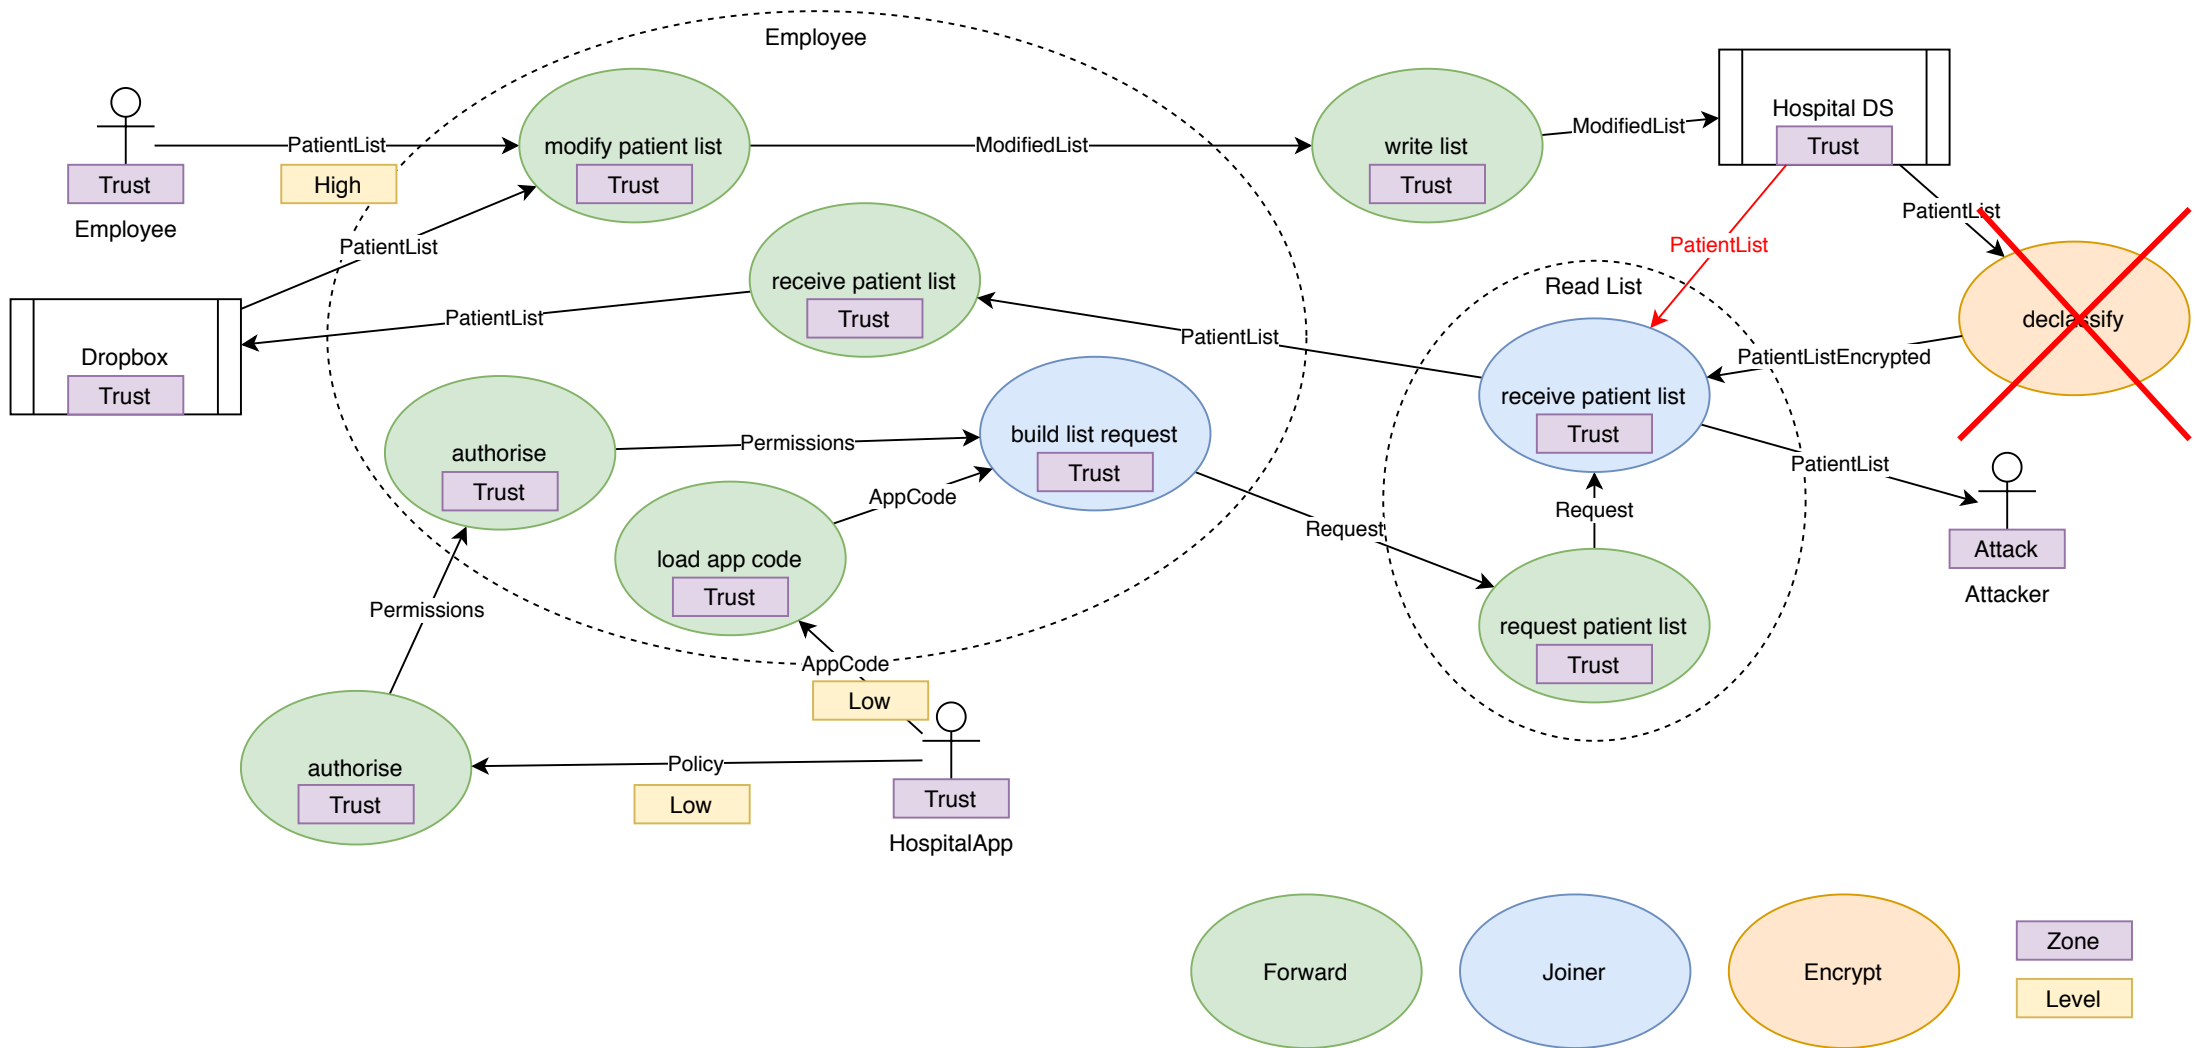 Employee
PatientList
High
Trust
Employee
modify patient list
Trust
ModifiedList
write list
Trust
ModifiedList
Hospital DS
Trust
PatientList
PatientList
declassify
PatientListEncrypted
PatientList
Dropbox
Trust
PatientList
receive patient list
Trust
PatientList
Read List
receive patient list
Trust
PatientList
Attack
Attacker
Request
request patient list
Trust
Request
build list request
Trust
Permissions
authorise
Trust
AppCode
load app code
Trust
Permissions
AppCode
Low
authorise
Trust
Policy
Low
Trust
HospitalApp
Forward
Joiner
Encrypt
Zone
Level